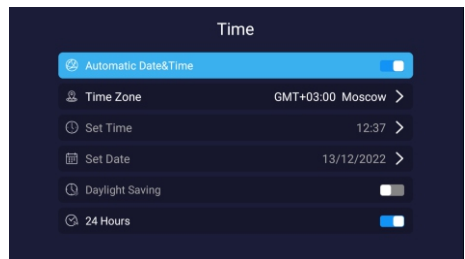 Time
Automatic Date&Time
Time Zone GMT+03:00 Moscow
Set Time 12:37
Set Date 13/12/2022
Daylight Saving
24 Hours